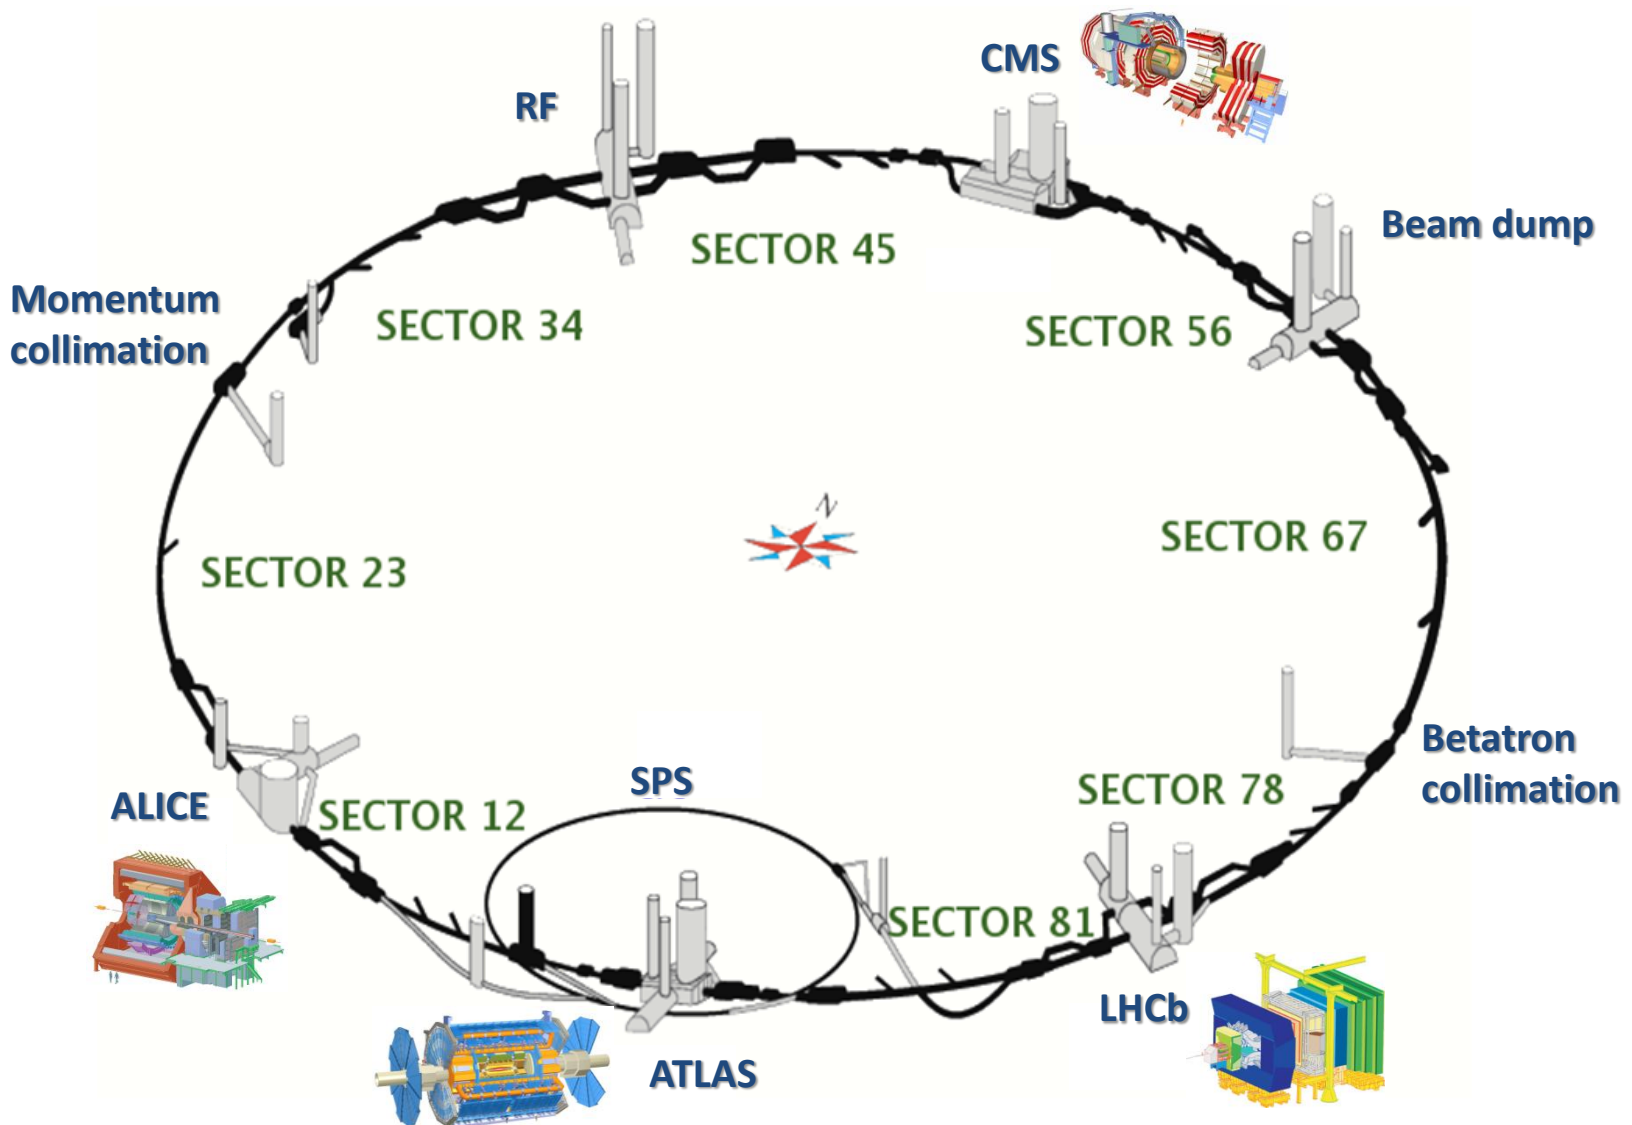 CMS
RF
Beam dump
SECTOR 45
Momentum
collimation
SECTOR 34
SECTOR 56
N
SECTOR 67
SECTOR 23
Betatron
collimation
SPS
SECTOR 78
ALICE
SECTOR 12
SECTOR 81
LHCb
ATLAS